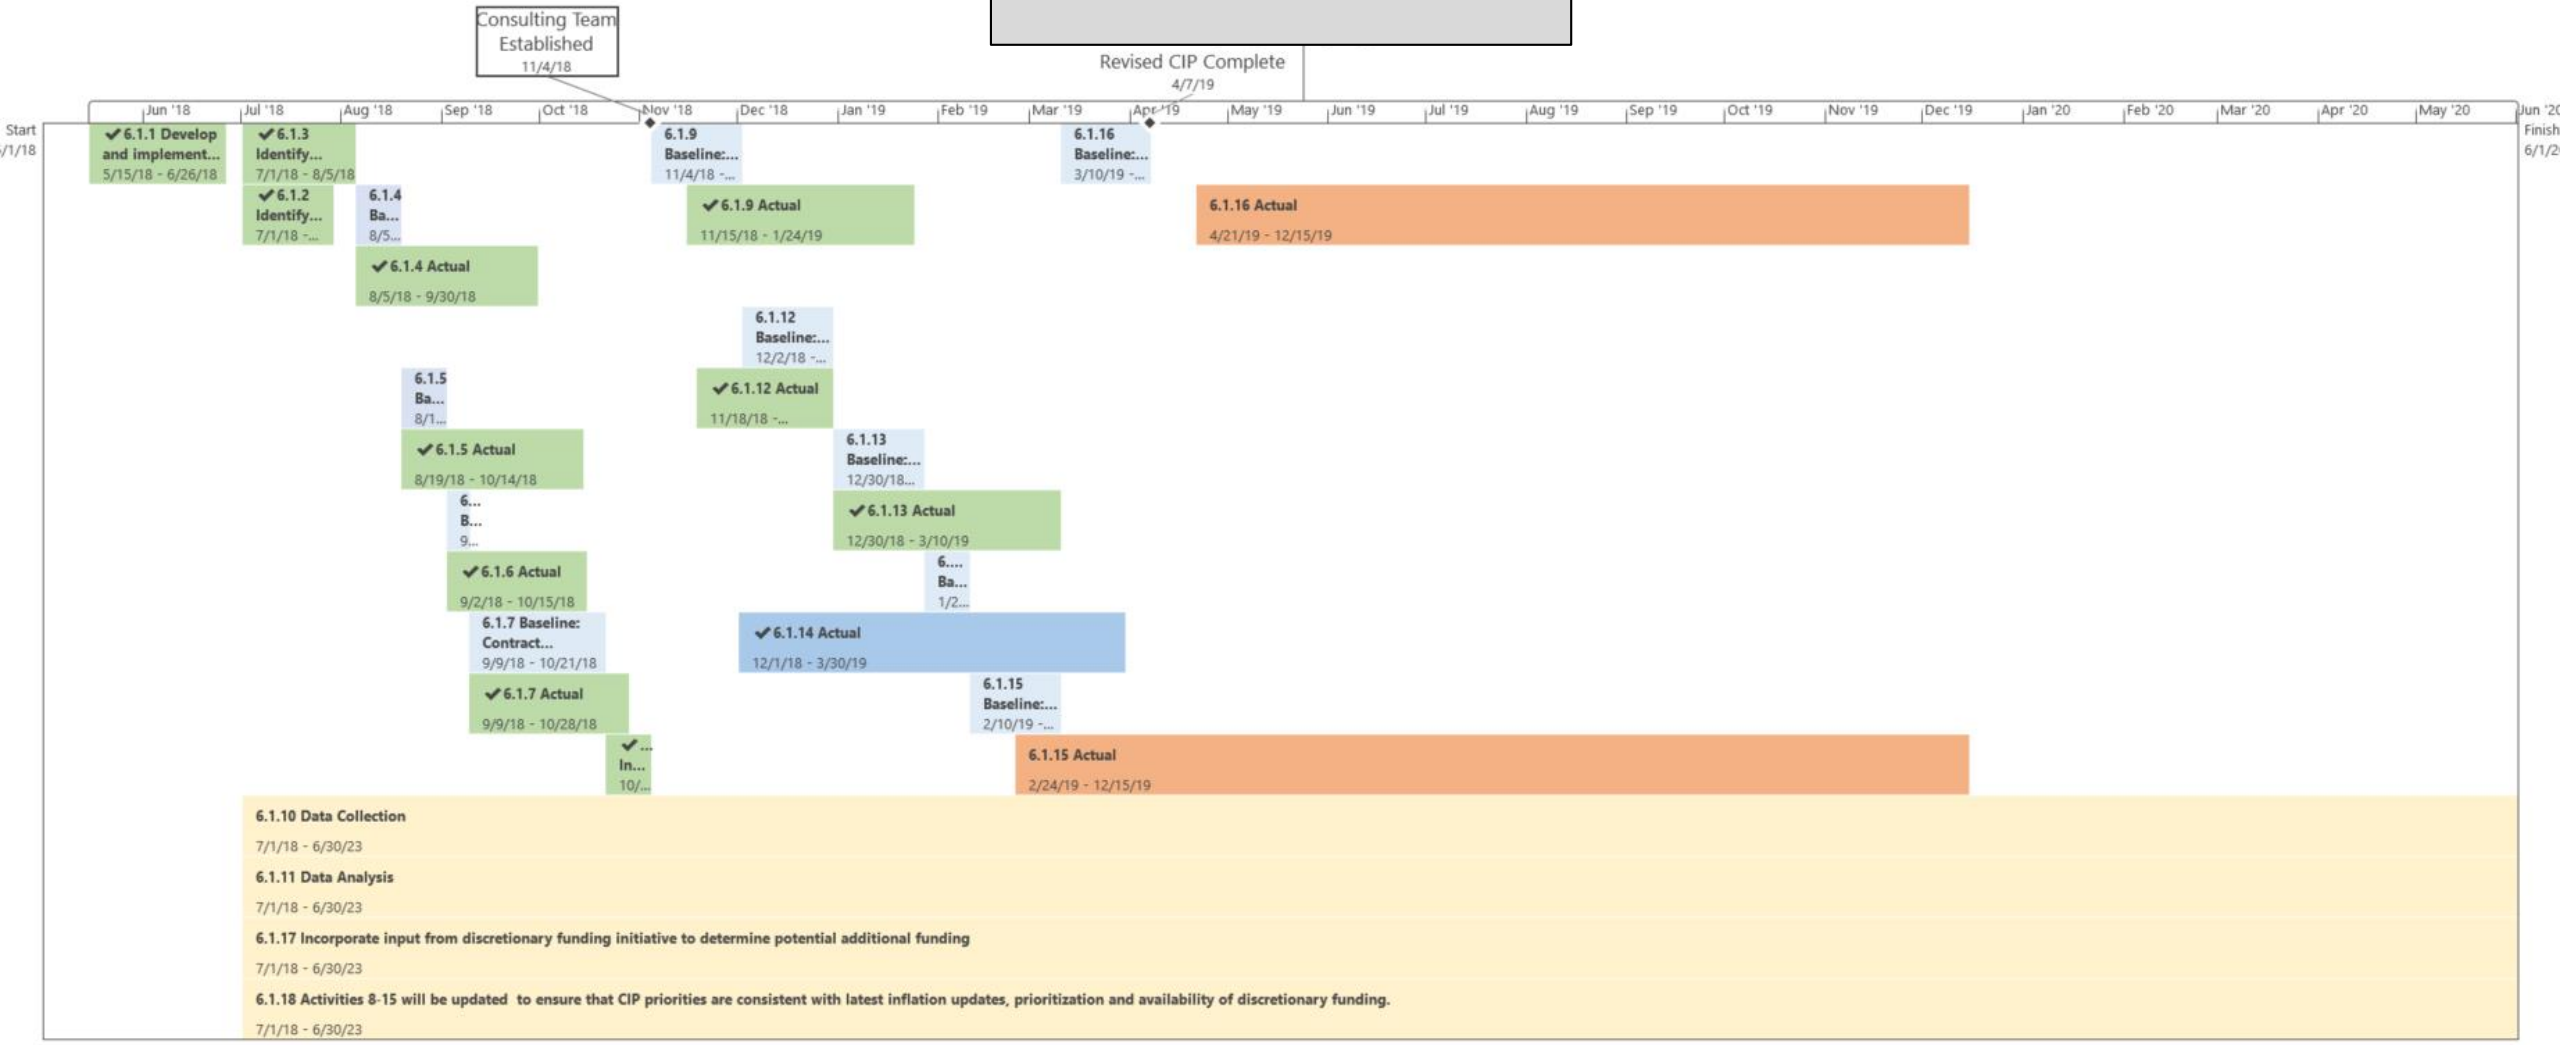 Consulting Team
Established
11/4/18
Revised CIP Complete
4/7/19
Jun '18 Jul '18 Aug '18 Sep '18 Oct '18 Nov '18 Dec '18 Jan '19 Feb '19 Mar '19 Apr '19 May '19 Jun '19 Jul '19 Aug '19 Sep '19 Oct '19 Nov '19 Dec '19 Jan '20 Feb '20 Mar '20 Apr '20 May '20 Jun '20
Start
/1/18
Finish
6/1/2
✔ 6.1.1 Develop
and implement...
5/15/18 - 6/26/18
✔ 6.1.3
Identify...
7/1/18 - 8/5/18
6.1.9
Baseline:...
11/4/18 -...
6.1.16
Baseline:...
3/10/19 -...
✔ 6.1.2
Identify...
7/1/18 -...
6.1.4
Ba...
8/5...
✔ 6.1.9 Actual
11/15/18 - 1/24/19
6.1.16 Actual
4/21/19 - 12/15/19
✔ 6.1.4 Actual
8/5/18 - 9/30/18
6.1.12
Baseline:...
12/2/18 -...
6.1.5
Ba...
8/1...
✔ 6.1.12 Actual
11/18/18 -...
✔ 6.1.5 Actual
8/19/18 - 10/14/18
6.1.13
Baseline:...
12/30/18...
6...
B...
9...
✔ 6.1.13 Actual
12/30/18 - 3/10/19
✔ 6.1.6 Actual
9/2/18 - 10/15/18
6....
Ba...
1/2...
6.1.7 Baseline:
Contract...
9/9/18 - 10/21/18
✔ 6.1.14 Actual
12/1/18 - 3/30/19
✔ 6.1.7 Actual
9/9/18 - 10/28/18
6.1.15
Baseline:...
2/10/19 -...
✔ ...
In...
10/...
6.1.15 Actual
2/24/19 - 12/15/19
6.1.10 Data Collection
7/1/18 - 6/30/23
6.1.11 Data Analysis
7/1/18 - 6/30/23
6.1.17 Incorporate input from discretionary funding initiative to determine potential additional funding
7/1/18 - 6/30/23
6.1.18 Activities 8-15 will be updated to ensure that CIP priorities are consistent with latest inflation updates, prioritization and availability of discretionary funding.
7/1/18 - 6/30/23